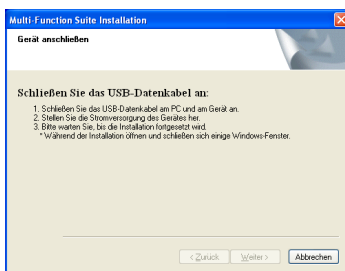 Multi-Function Suite Installation
Gerät anschließen
Schließen Sie das USB-Datenkabel an:
1. Schließen Sie das USB-Datenkabel am PC und am Gerät an.
2. Stellen Sie die Stromversorgung des Gerätes her.
3. Bitte warten Sie, bis die Installation fortgesetzt wird.
* Während der Installation öffnen und schließen sich einige Windows-Fenster.
< Zurück Weiter > Abbrechen